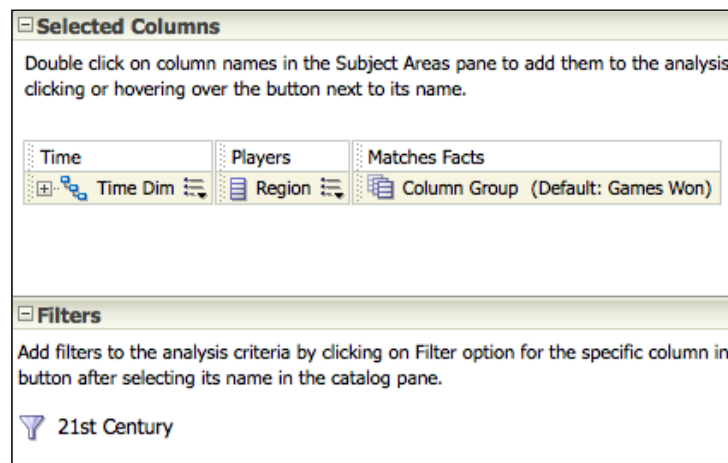 Selected Columns
Double click on column names in the Subject Areas pane to add them to the analysis
clicking or hovering over the button next to its name.
Time Players Matches Facts
Time Dim Region Column Group (Default: Games Won)
Filters
Add filters to the analysis criteria by clicking on Filter option for the specific column in
button after selecting its name in the catalog pane.
21st Century